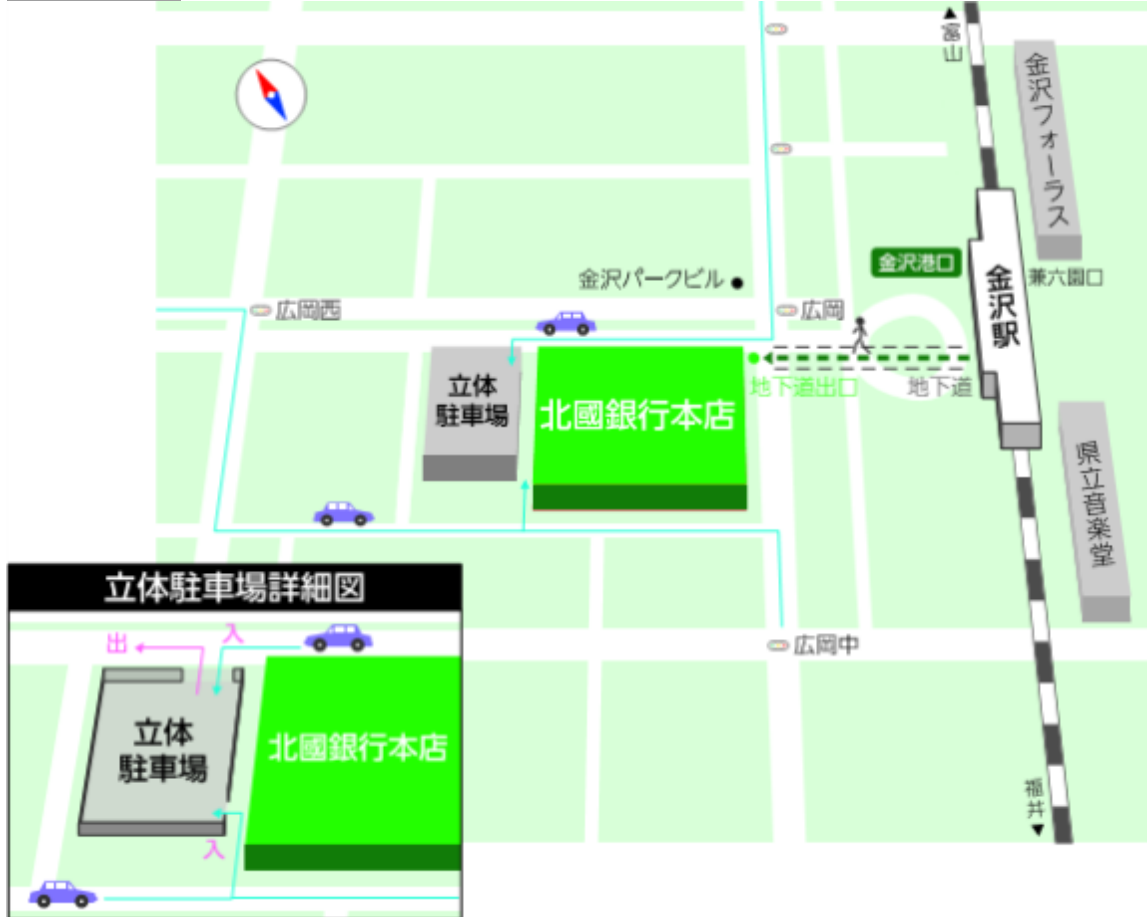 富山
金沢フォーラス
金沢港口
兼六園口
金沢パークビル
金沢駅
広岡西
広岡
立体
駐車場
北國銀行本店
地下道出口
地下道
県立音楽堂
広岡中
福井
立体駐車場詳細図
出
入
立体
駐車場
北國銀行本店
入